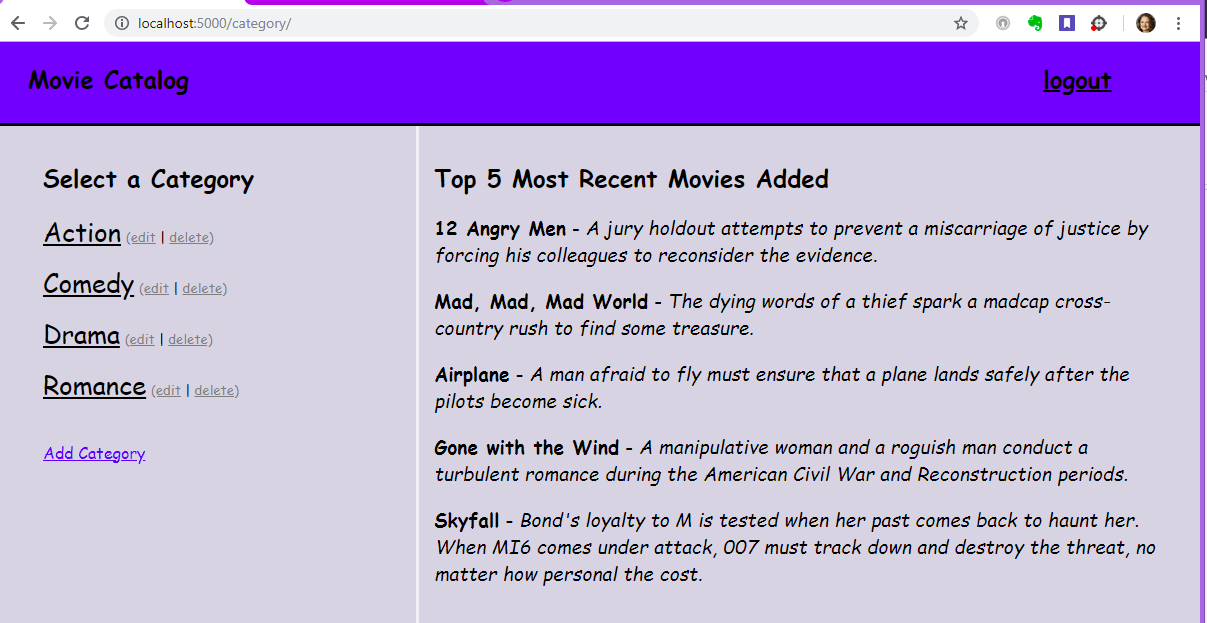 localhost:5000/category/
Movie Catalog
logout
Select a Category
Action (edit | delete)
Comedy (edit | delete)
Drama (edit | delete)
Romance (edit | delete)
Add Category
Top 5 Most Recent Movies Added
12 Angry Men - A jury holdout attempts to prevent a miscarriage of justice by
forcing his colleagues to reconsider the evidence.
Mad, Mad, Mad World - The dying words of a thief spark a madcap cross-
country rush to find some treasure.
Airplane - A man afraid to fly must ensure that a plane lands safely after the
pilots become sick.
Gone with the Wind - A manipulative woman and a roguish man conduct a
turbulent romance during the American Civil War and Reconstruction periods.
Skyfall - Bond's loyalty to M is tested when her past comes back to haunt her.
When MI6 comes under attack, 007 must track down and destroy the threat, no
matter how personal the cost.